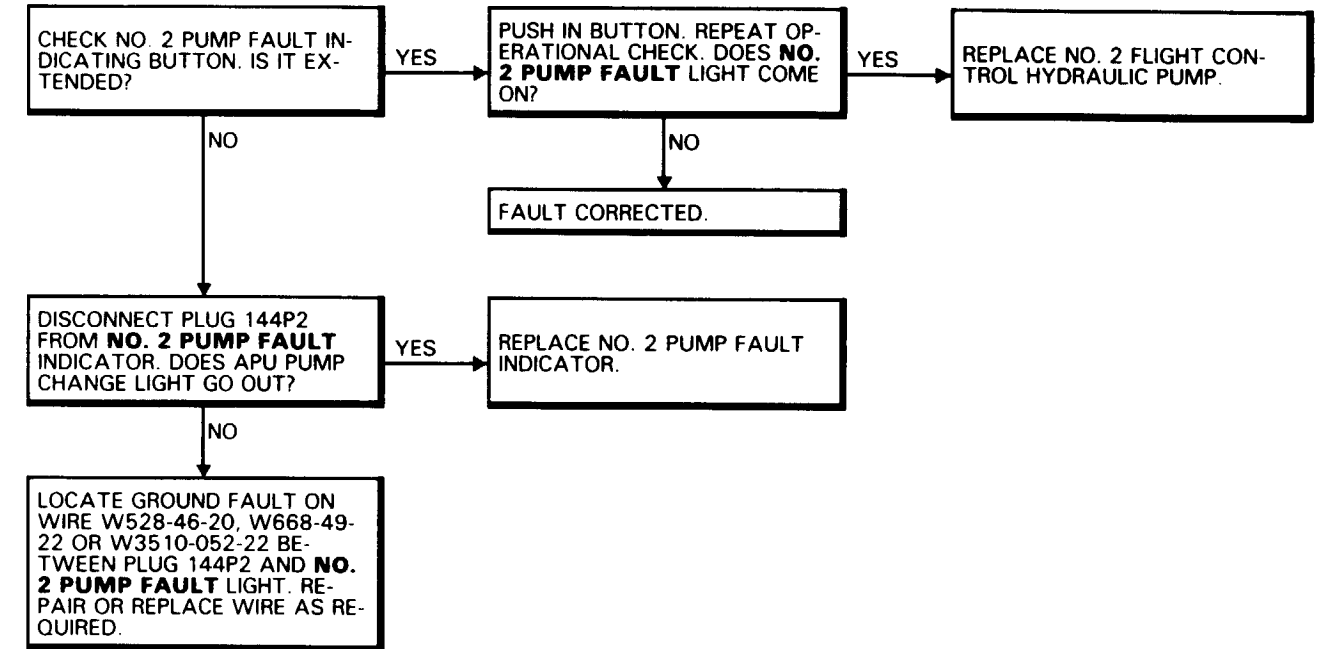 CHECK NO. 2 PUMP FAULT IN-
DICATING BUTTON. IS IT EX-
TENDED?
YES
PUSH IN BUTTON. REPEAT OP-
ERATIONAL CHECK. DOES NO.
2 PUMP FAULT LIGHT COME
ON?
YES
REPLACE NO. 2 FLIGHT CON-
TROL HYDRAULIC PUMP.
NO
NO
FAULT CORRECTED.
DISCONNECT PLUG 144P2
FROM NO. 2 PUMP FAULT
INDICATOR. DOES APU PUMP
CHANGE LIGHT GO OUT?
YES
REPLACE NO. 2 PUMP FAULT
INDICATOR.
NO
LOCATE GROUND FAULT ON
WIRE W528-46-20, W668-49-
22 OR W3510-052-22 BE-
TWEEN PLUG 144P2 AND NO.
2 PUMP FAULT LIGHT. RE-
PAIR OR REPLACE WIRE AS RE-
QUIRED.